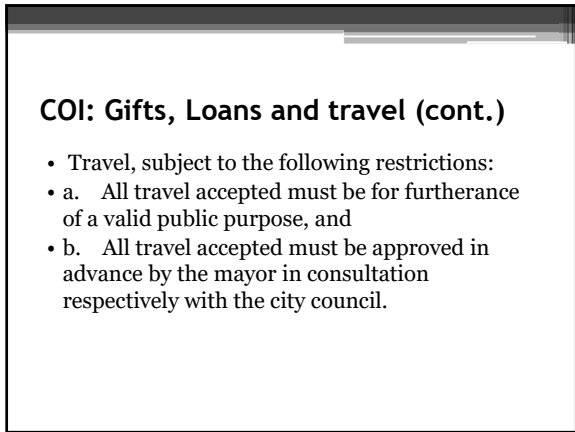 COI: Gifts, Loans and travel (cont.)
• Travel, subject to the following restrictions:
• a. All travel accepted must be for furtherance
of a valid public purpose, and
• b. All travel accepted must be approved in
advance by the mayor in consultation
respectively with the city council.